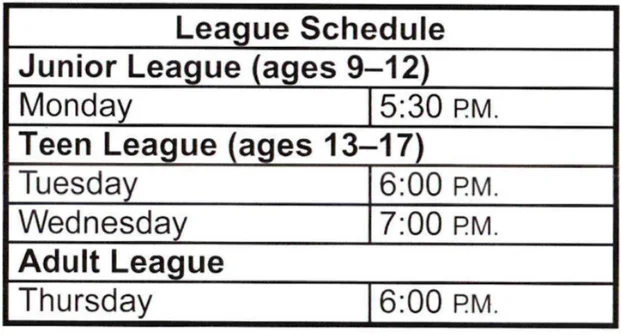 League Schedule
Junior League (ages 9–12)
Monday 5:30 P.M.
Teen League (ages 13–17)
Tuesday 6:00 P.M.
Wednesday 7:00 P.M.
Adult League
Thursday 6:00 P.M.